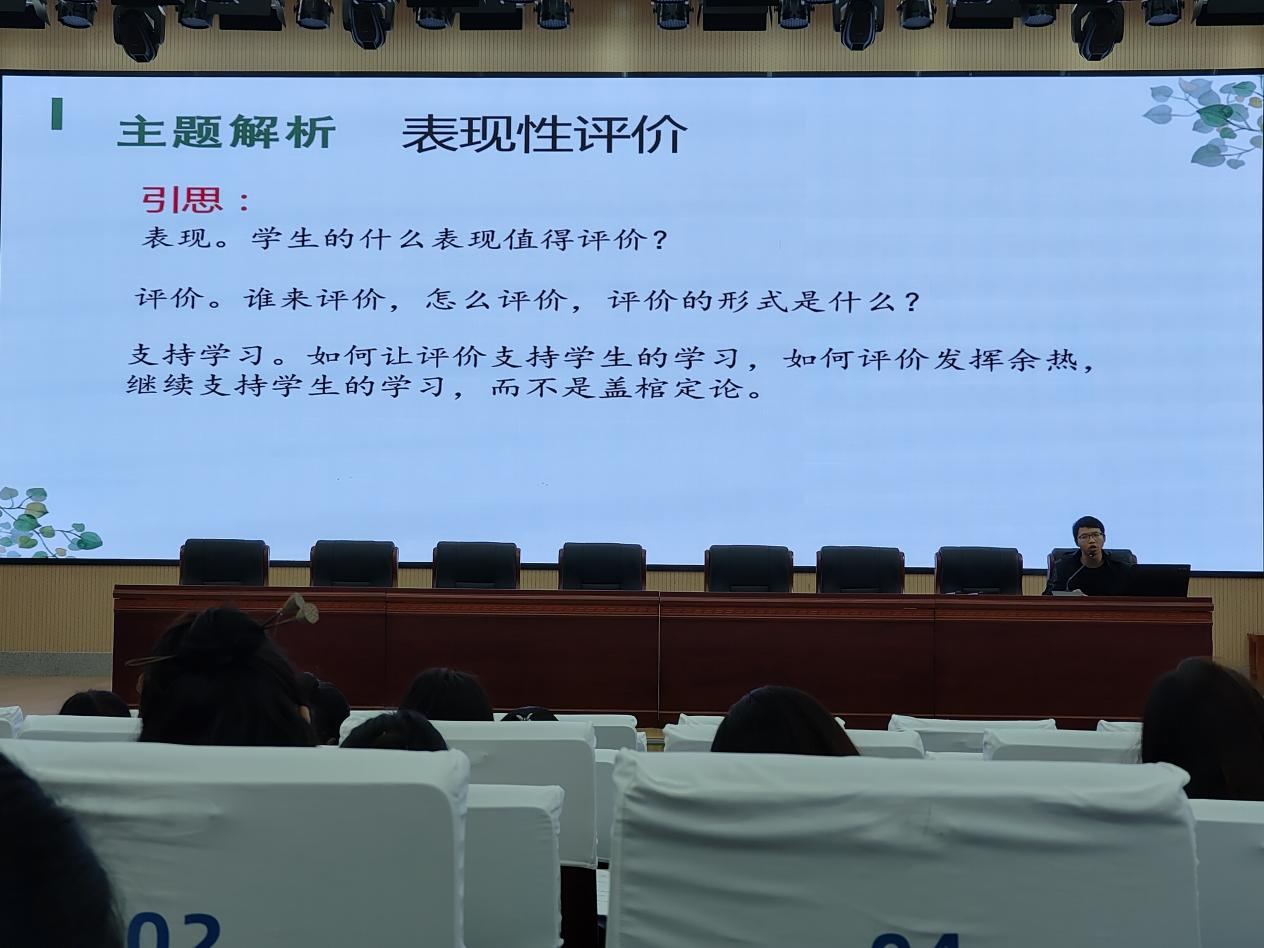 主题解析 表现性评价
引思：
表现。学生的什么表现值得评价？
评价。谁来评价，怎么评价，评价的形式是什么？
支持学习。如何让评价支持学生的学习，如何评价发挥余热，
继续支持学生的学习，而不是盖棺定论。
02
04